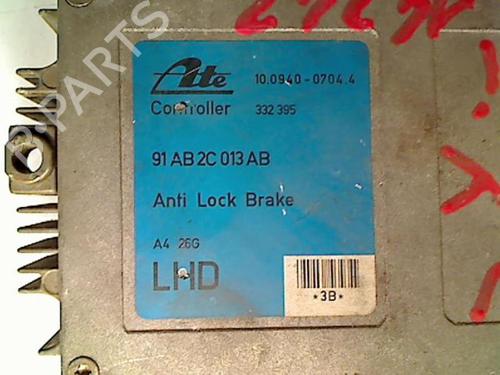 Ate 10.0940-0704.4
Controller 332 395
91 AB 2C 013 AB
Anti Lock Brake
A4 26G
LHD
*3B*
B-PARTS